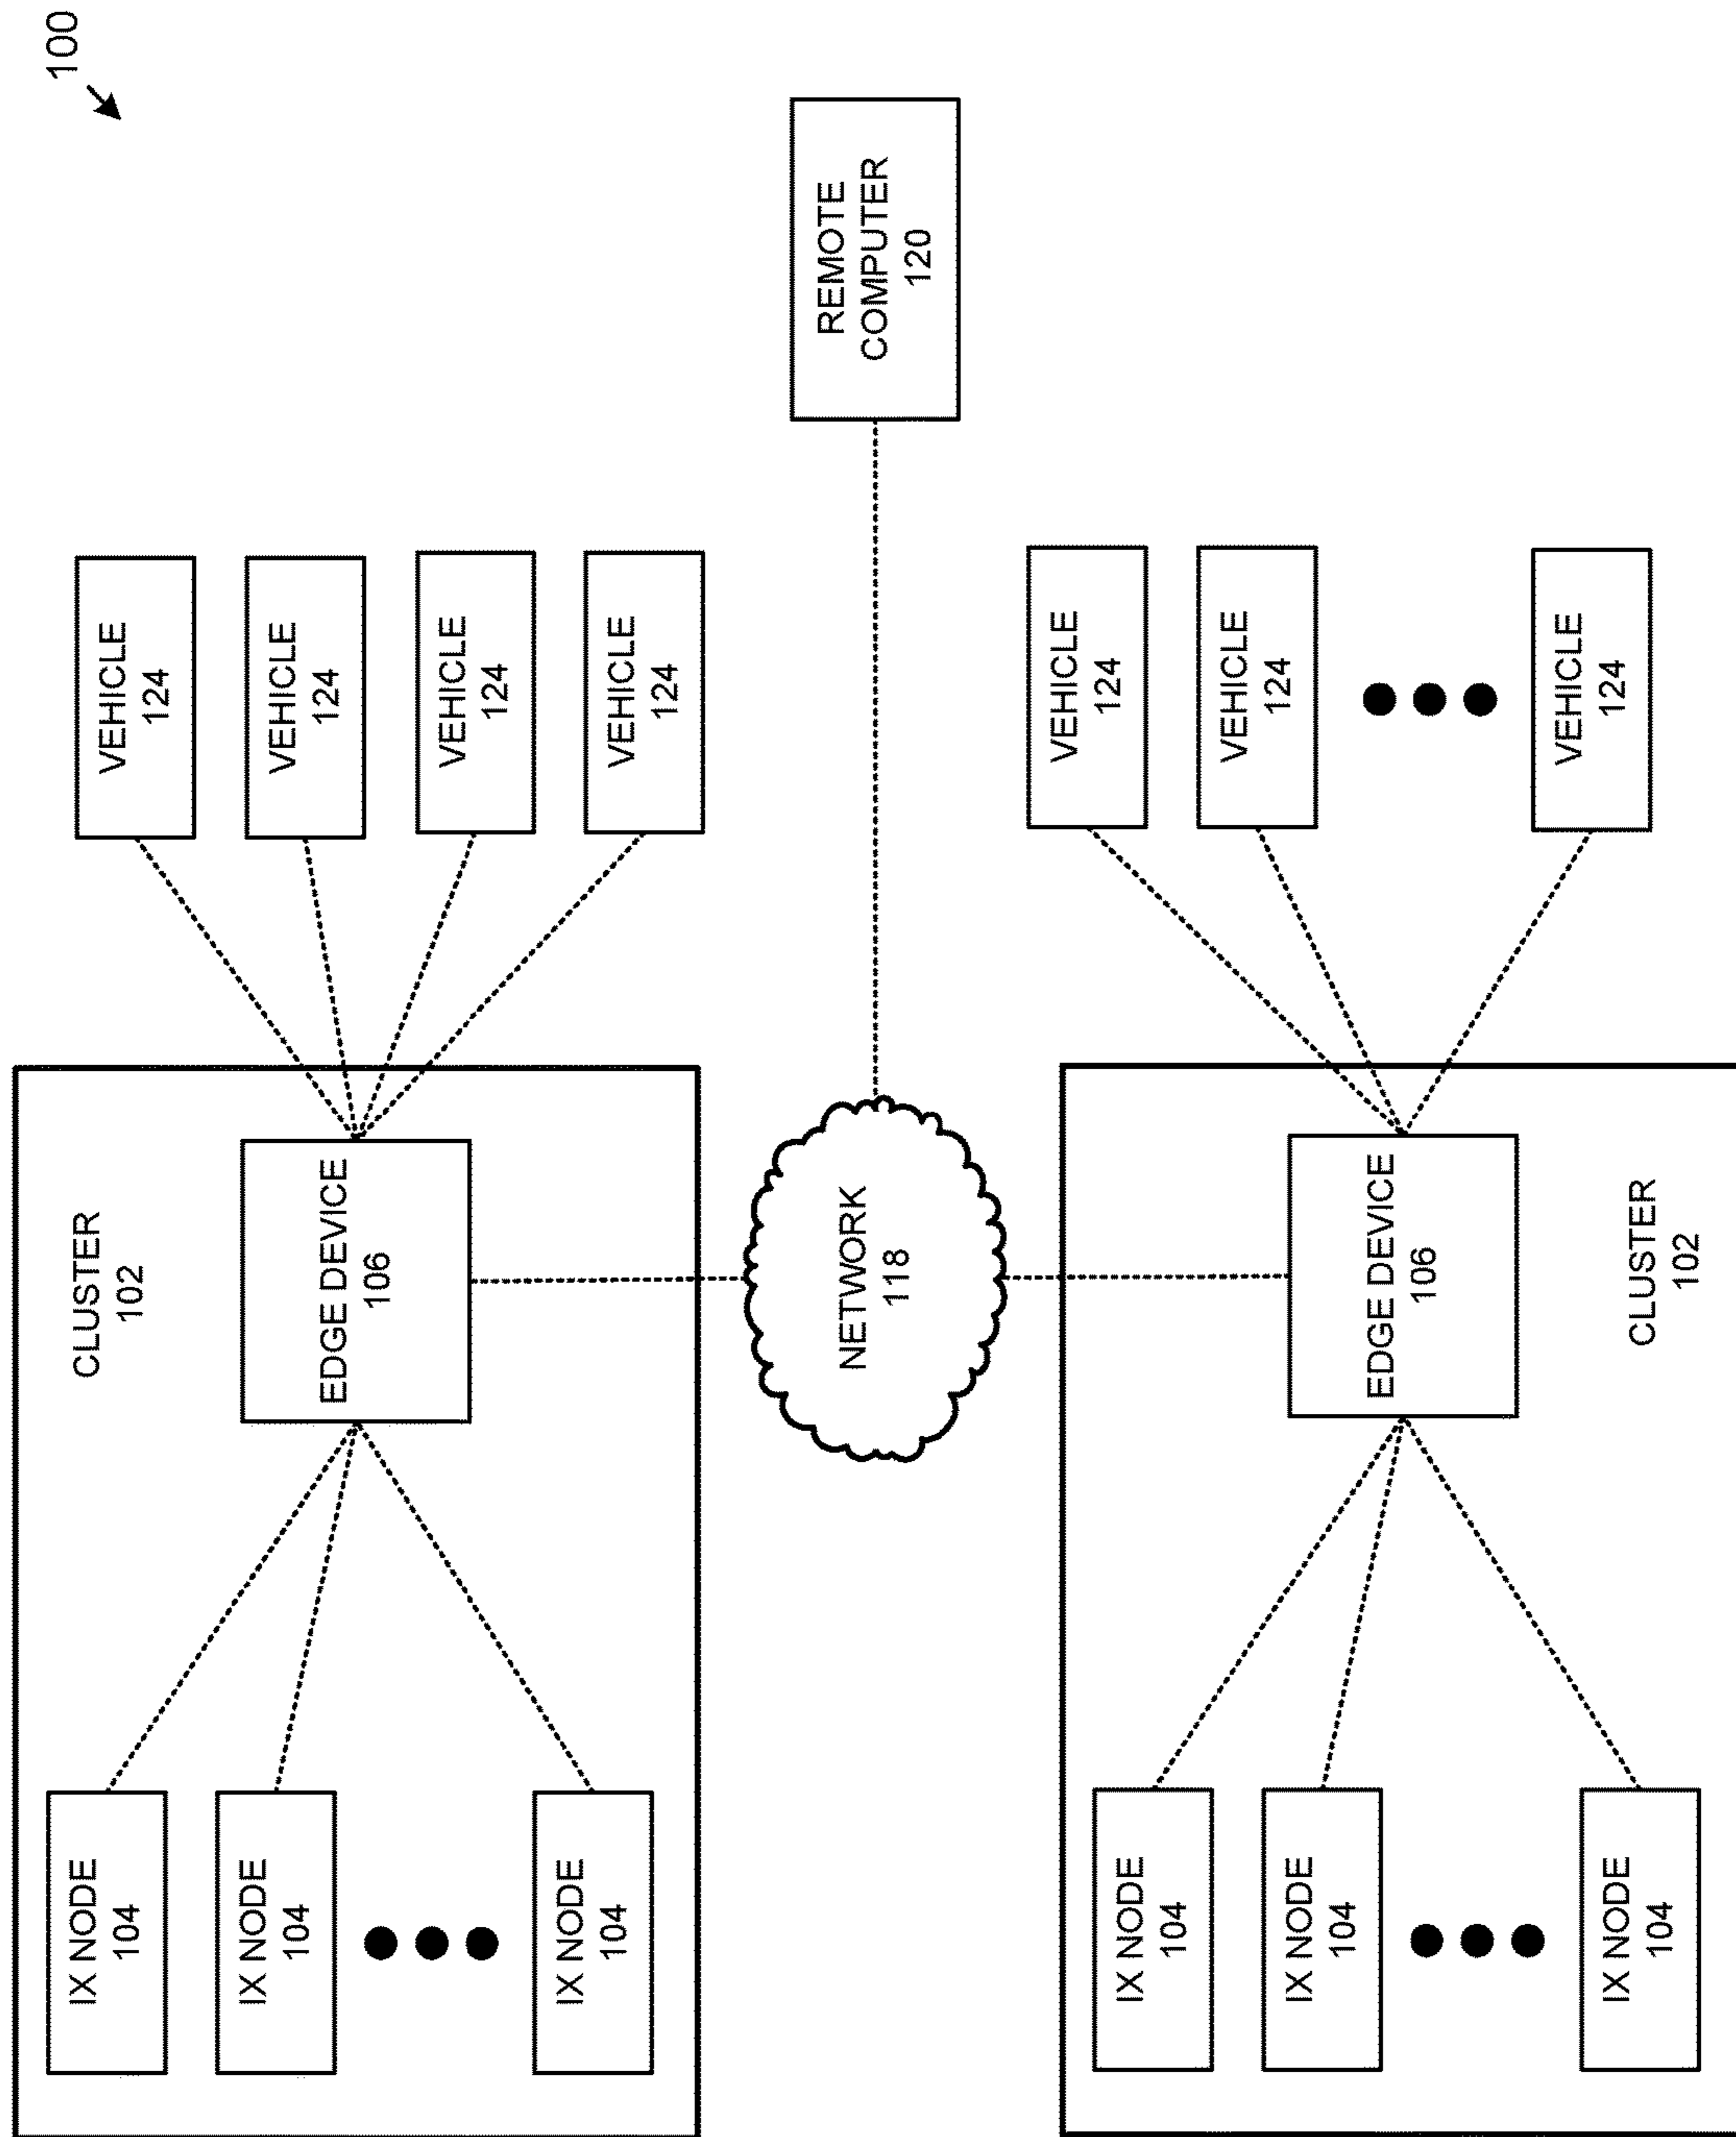 100
CLUSTER
102
IX NODE
104
IX NODE
104
IX NODE
104
EDGE DEVICE
106
VEHICLE
124
VEHICLE
124
VEHICLE
124
VEHICLE
124
NETWORK
118
REMOTE
COMPUTER
120
IX NODE
104
IX NODE
104
IX NODE
104
EDGE DEVICE
106
CLUSTER
102
VEHICLE
124
VEHICLE
124
VEHICLE
124